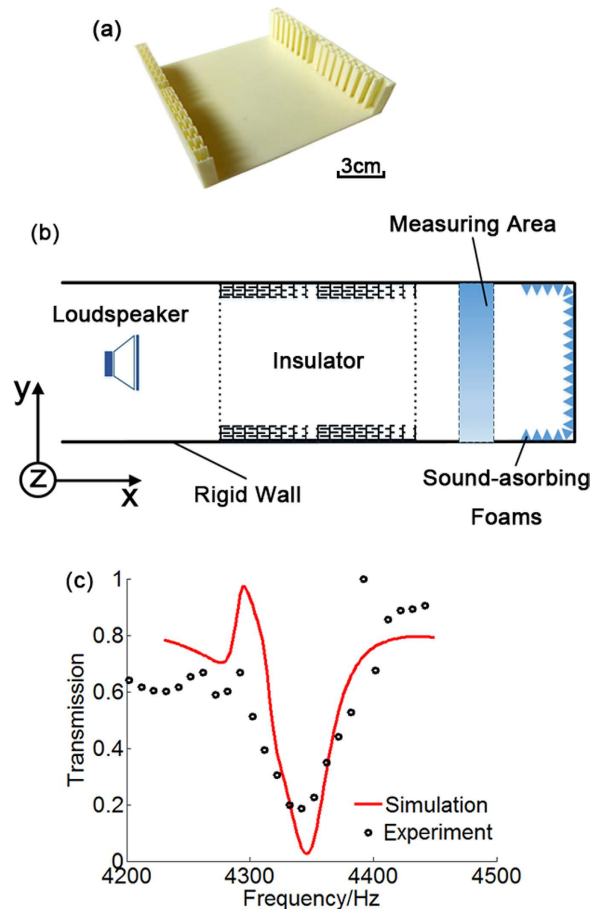 (a)
3cm
(b)
Measuring Area
Loudspeaker
Insulator
y
Z
x
Rigid Wall
Sound-asorbing
Foams
(c)
Transmission
1
0.8
0.6
0.4
0.2
0
Simulation
Experiment
4200
4300
4400
4500
Frequency/Hz